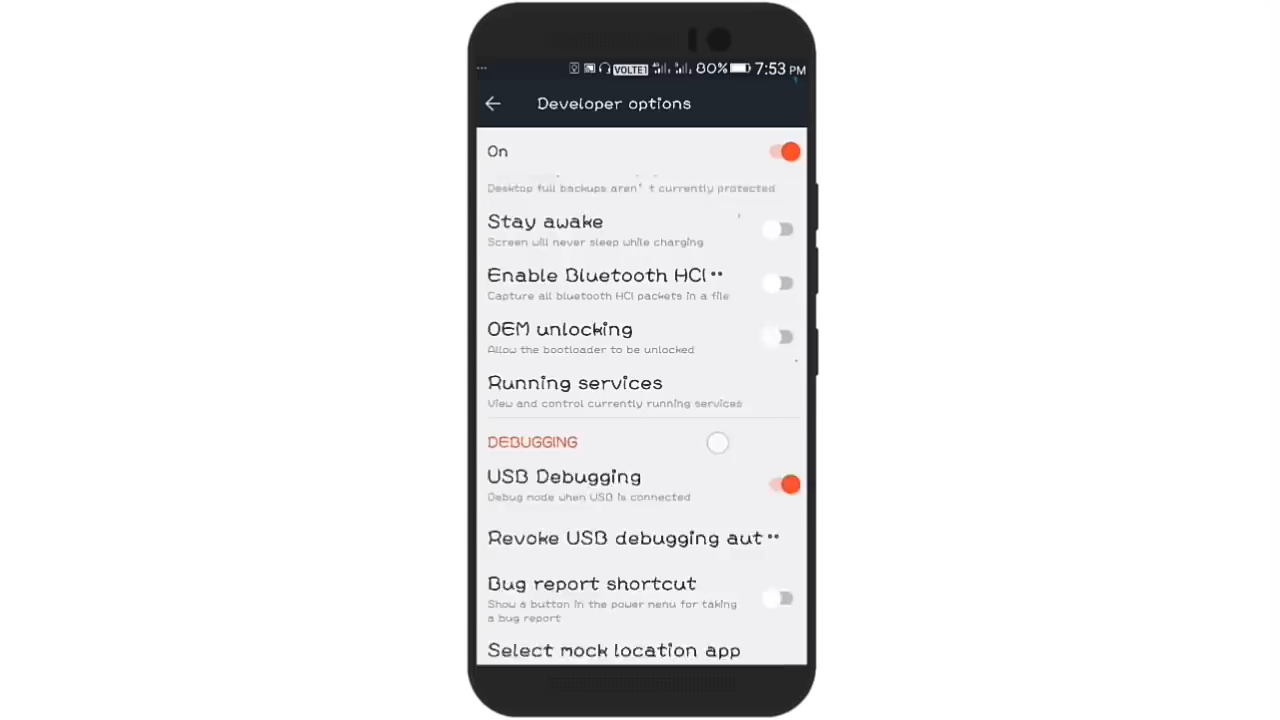 VOLTE1 80% 7:53 PM
Developer options
On
Desktop full backups aren't currently protected
Stay awake
Screen will never sleep while charging
Enable Bluetooth HCI••
Capture all bluetooth HCI packets in a file
OEM unlocking
Allow the bootloader to be unlocked
Running services
View and control currently running services
DEBUGGING
USB Debugging
Debug mode when USB is connected
Revoke USB debugging aut••
Bug report shortcut
Show a button in the power menu for taking
a bug report
Select mock location app